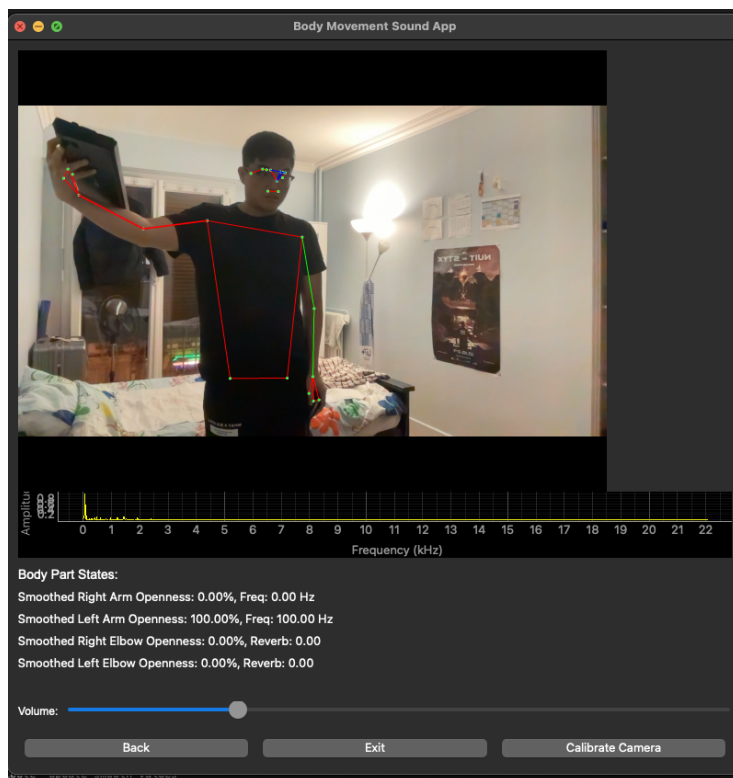 Body Movement Sound App
NUIT - STYX
Amplitu
0.2
0 1 2 3 4 5 6 7 8 9 10 11 12 13 14 15 16 17 18 19 20 21 22
Frequency (kHz)
Body Part States:
Smoothed Right Arm Openness: 0.00%, Freq: 0.00 Hz
Smoothed Left Arm Openness: 100.00%, Freq: 100.00 Hz
Smoothed Right Elbow Openness: 0.00%, Reverb: 0.00
Smoothed Left Elbow Openness: 0.00%, Reverb: 0.00
Volume:
Back Exit Calibrate Camera